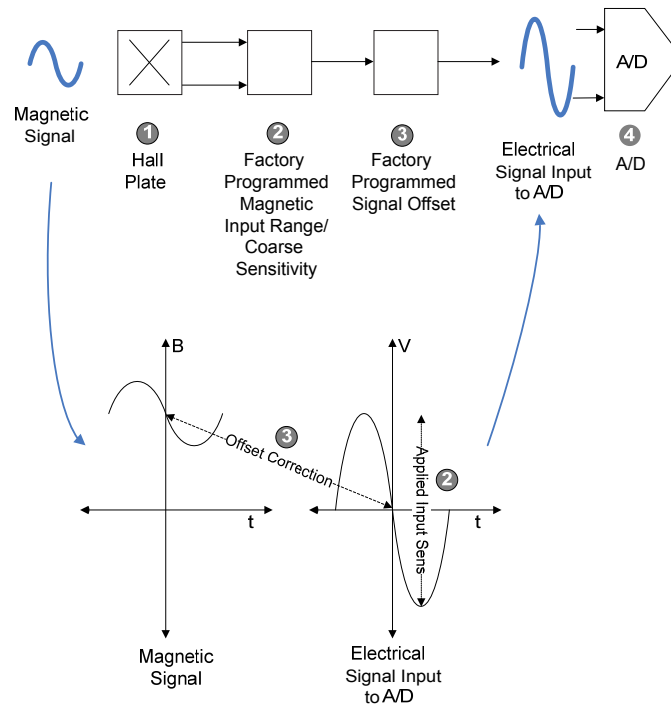 A/D
Magnetic
Signal
1
Hall
Plate
2
Factory
Programmed
Magnetic
Input Range/
Coarse
Sensitivity
3
Factory
Programmed
Signal Offset
Electrical
Signal Input
to A/D
4
A/D
B
t
3
Offset Correction
V
t
2
Applied Input Sens
Magnetic
Signal
Electrical
Signal Input
to A/D